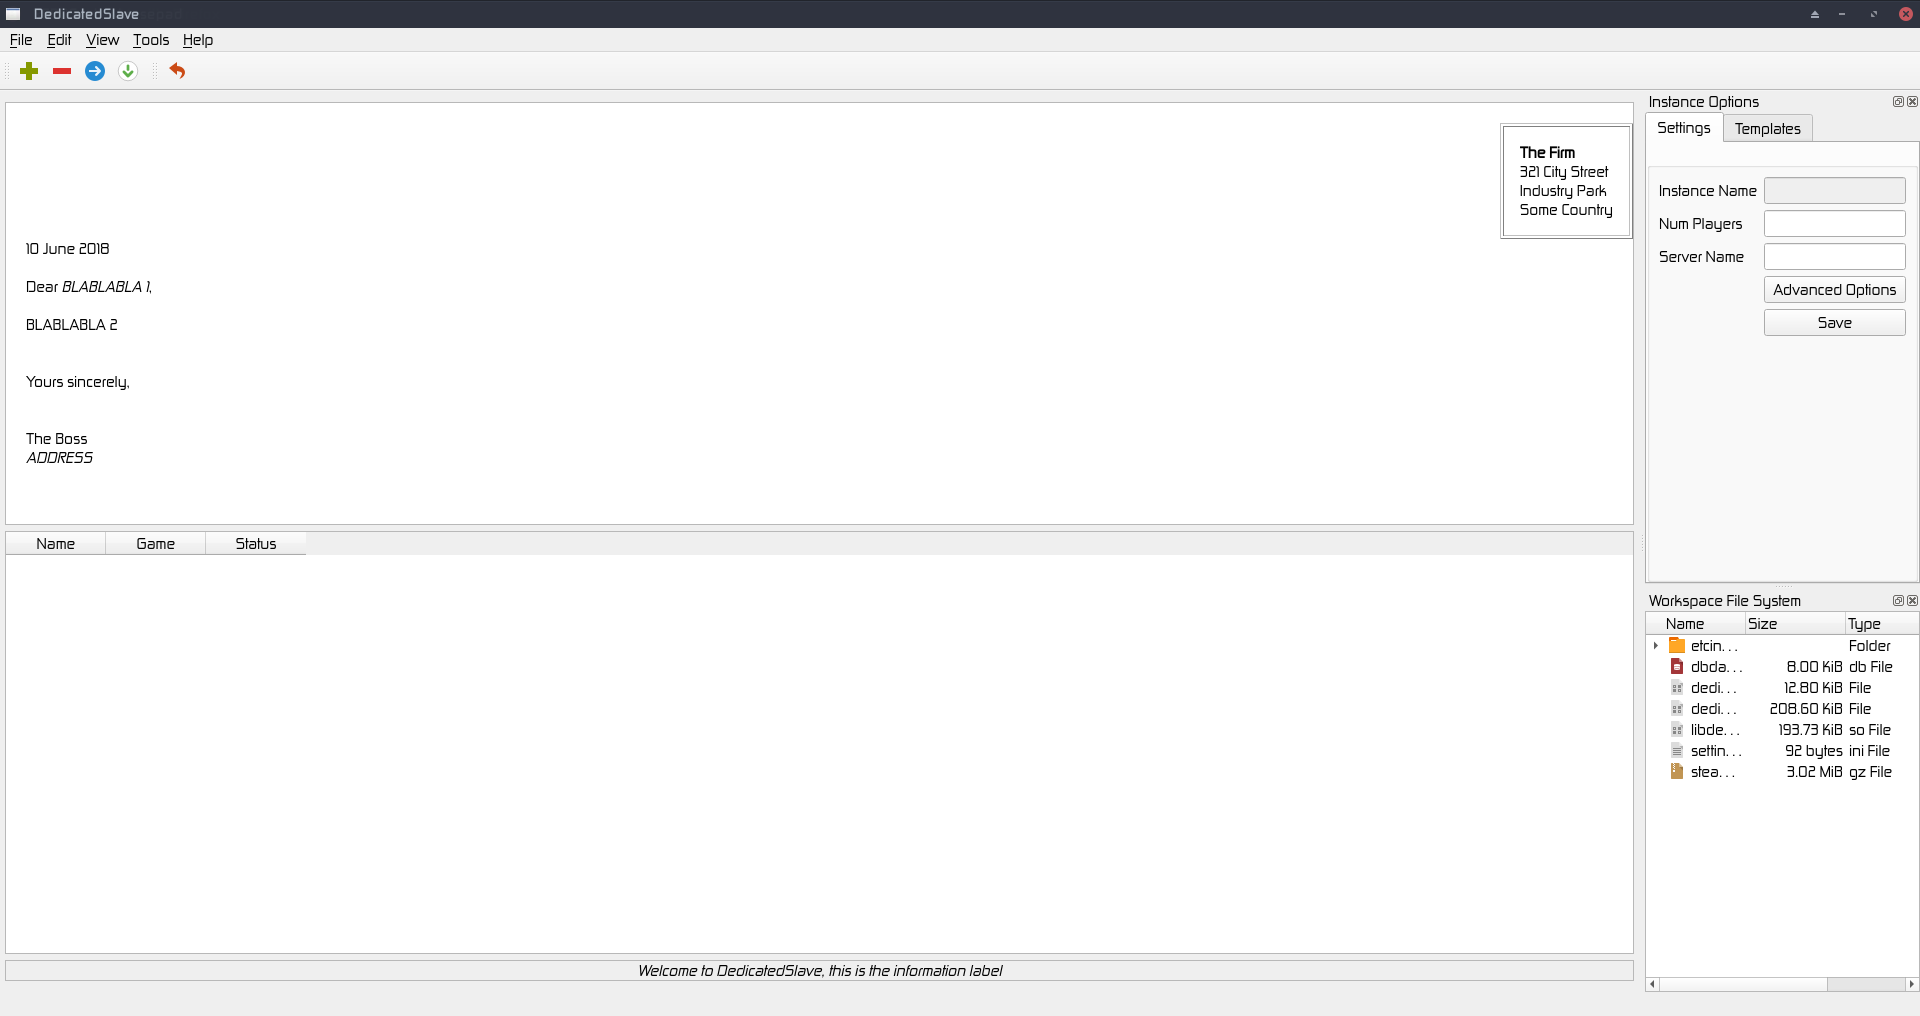 DedicatedSlave
File Edit View Tools Help
The Firm
321 City Street
Industry Park
Some Country
10 June 2018
Dear BLABLABLA 1,
BLABLABLA 2
Yours sincerely,
The Boss
ADDRESS
Name Game Status
Welcome to DedicatedSlave, this is the information label
Instance Options
Settings Templates
Instance Name
Num Players
Server Name
Advanced Options
Save
Workspace File System
Name Size Type
etcin... Folder
dbda... 8.00 KiB db File
dedi... 12.80 KiB File
dedi... 208.60 KiB File
libde... 193.73 KiB so File
settin... 92 bytes ini File
stea... 3.02 MiB gz File